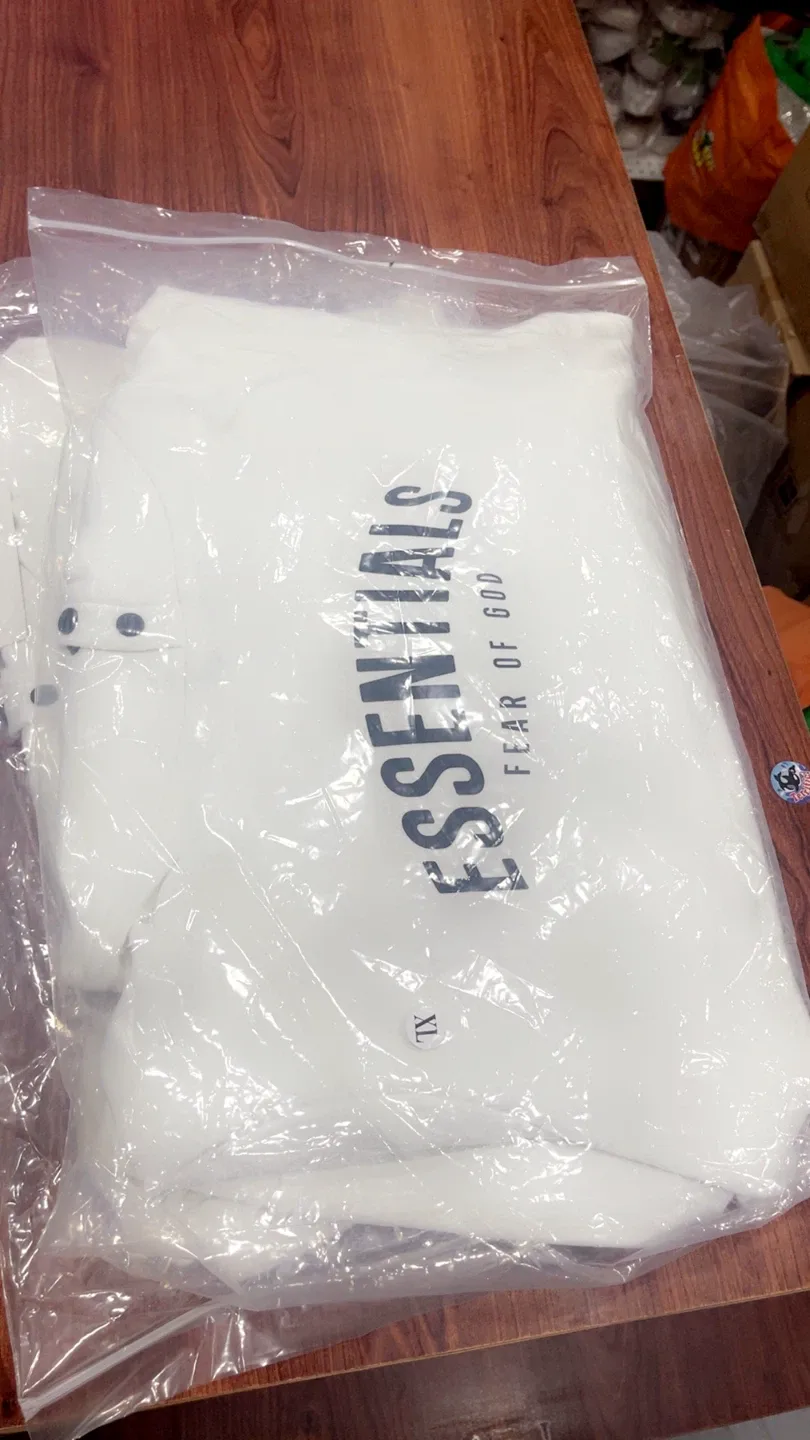 ESSENTIALS
FEAR OF GOD
XL